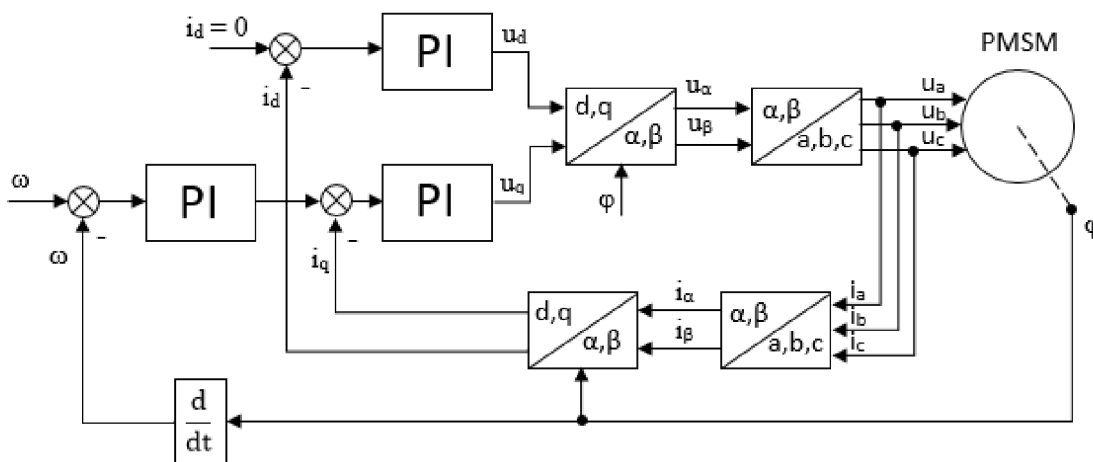 i_d = 0
PI
u_d
PMSM
i_d
d,q
α,β
u_α
u_β
α,β
a,b,c
u_a
u_b
u_c
ω
PI
PI
u_q
φ
ω
i_q
d,q
α,β
i_α
i_β
α,β
a,b,c
i_a
i_b
i_c
d
dt